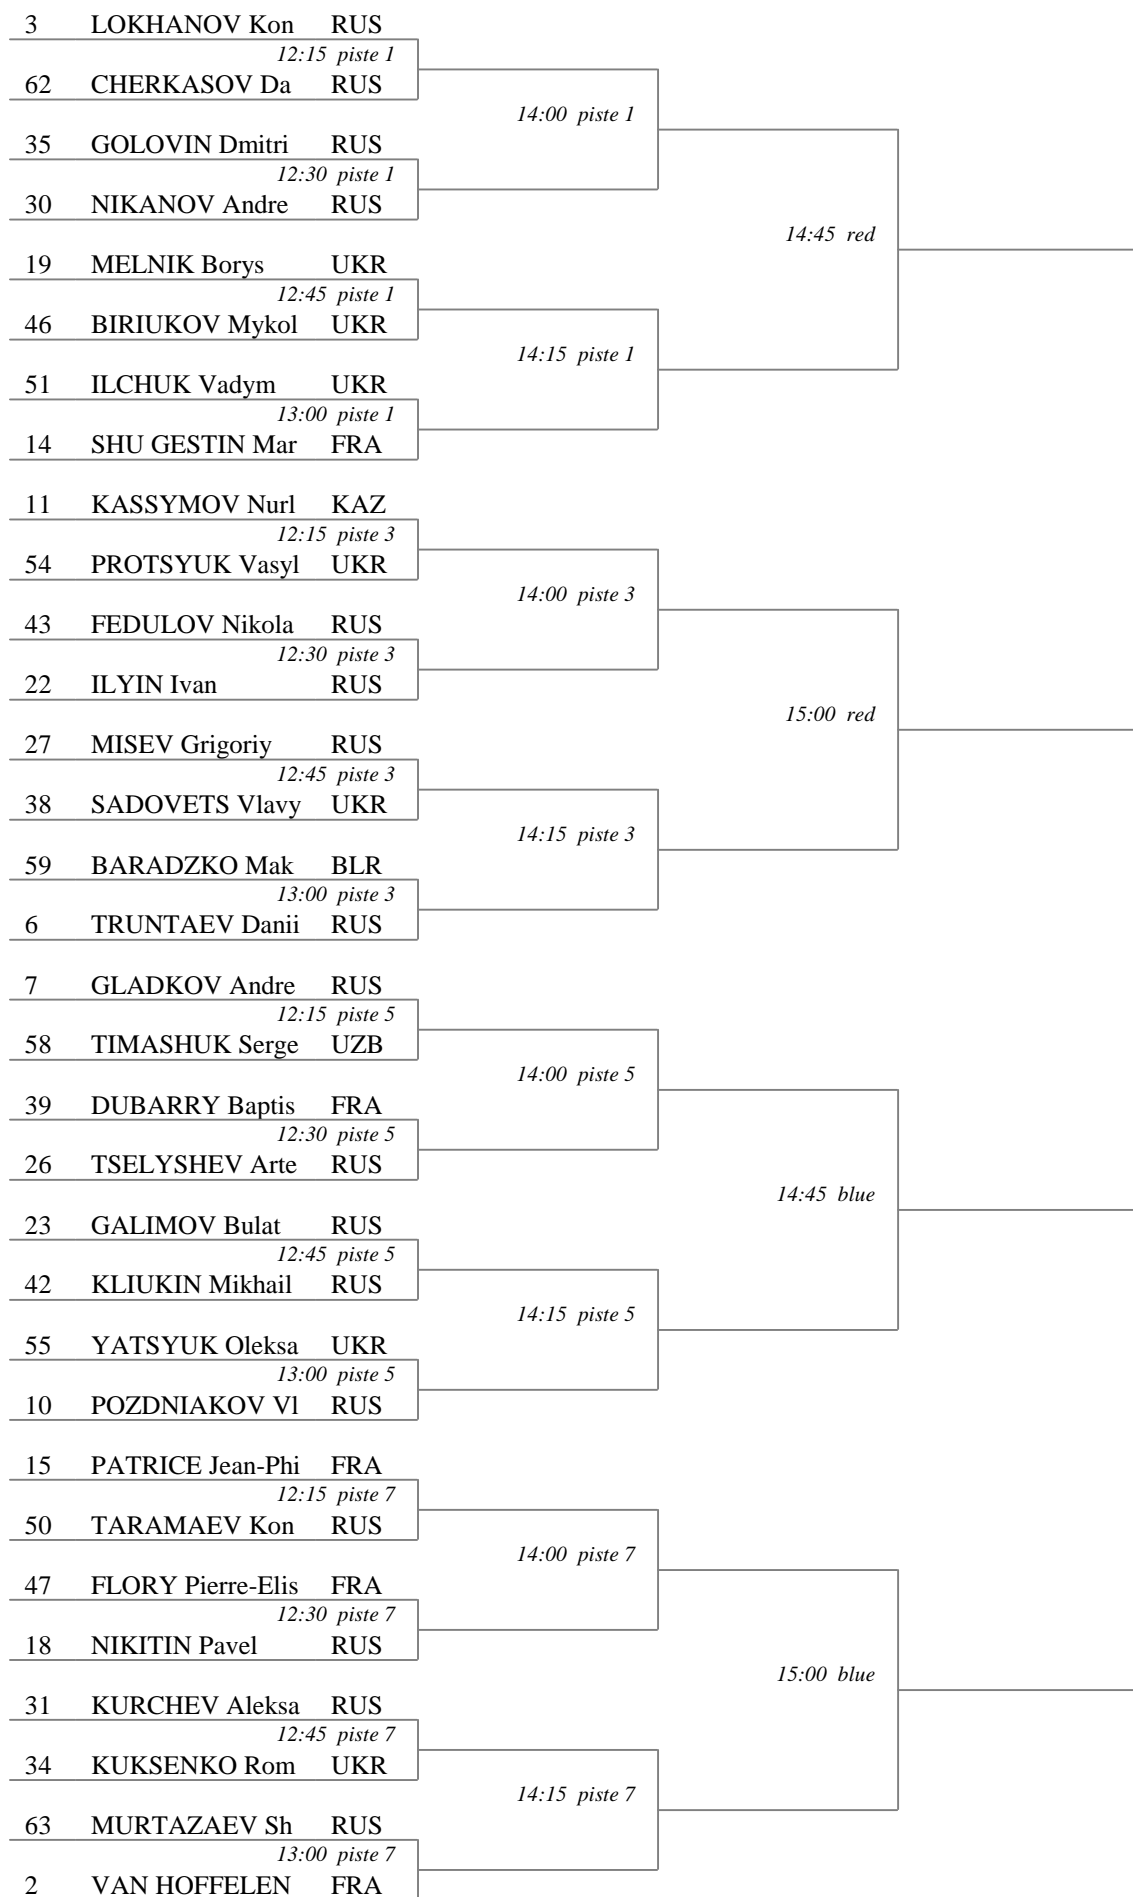 3 LOKHANOV Kon RUS
12:15 piste 1
62 CHERKASOV Da RUS
14:00 piste 1
35 GOLOVIN Dmitri RUS
12:30 piste 1
30 NIKANOV Andre RUS
14:45 red
19 MELNIK Borys UKR
12:45 piste 1
46 BIRIUKOV Mykol UKR
14:15 piste 1
51 ILCHUK Vadym UKR
13:00 piste 1
14 SHU GESTIN Mar FRA
11 KASSYMOV Nurl KAZ
12:15 piste 3
54 PROTSYUK Vasyl UKR
14:00 piste 3
43 FEDULOV Nikola RUS
12:30 piste 3
22 ILYIN Ivan RUS
15:00 red
27 MISEV Grigoriy RUS
12:45 piste 3
38 SADOVETS Vlavy UKR
14:15 piste 3
59 BARADZKO Mak BLR
13:00 piste 3
6 TRUNTAEV Danii RUS
7 GLADKOV Andre RUS
12:15 piste 5
58 TIMASHUK Serge UZB
14:00 piste 5
39 DUBARRY Baptis FRA
12:30 piste 5
26 TSELYSHEV Arte RUS
14:45 blue
23 GALIMOV Bulat RUS
12:45 piste 5
42 KLIUKIN Mikhail RUS
14:15 piste 5
55 YATSYUK Oleksa UKR
13:00 piste 5
10 POZDNIAKOV Vl RUS
15 PATRICE Jean-Phi FRA
12:15 piste 7
50 TARAMAEV Kon RUS
14:00 piste 7
47 FLORY Pierre-Elis FRA
12:30 piste 7
18 NIKITIN Pavel RUS
15:00 blue
31 KURCHEV Aleksa RUS
12:45 piste 7
34 KUKSENKO Rom UKR
14:15 piste 7
63 MURTAZAEV Sh RUS
13:00 piste 7
2 VAN HOFFELEN FRA